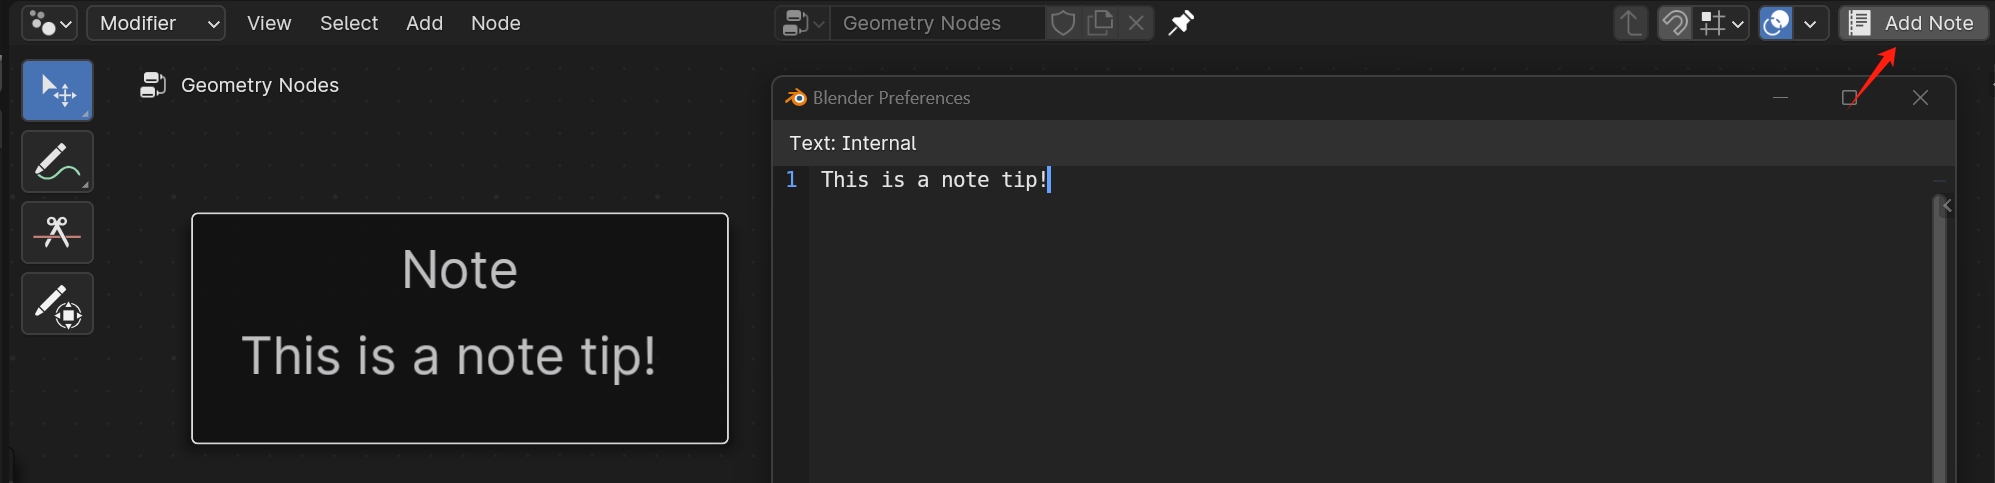 Modifier View Select Add Node Geometry Nodes Add Note
Geometry Nodes
Blender Preferences
Text: Internal
1 This is a note tip!
Note
This is a note tip!